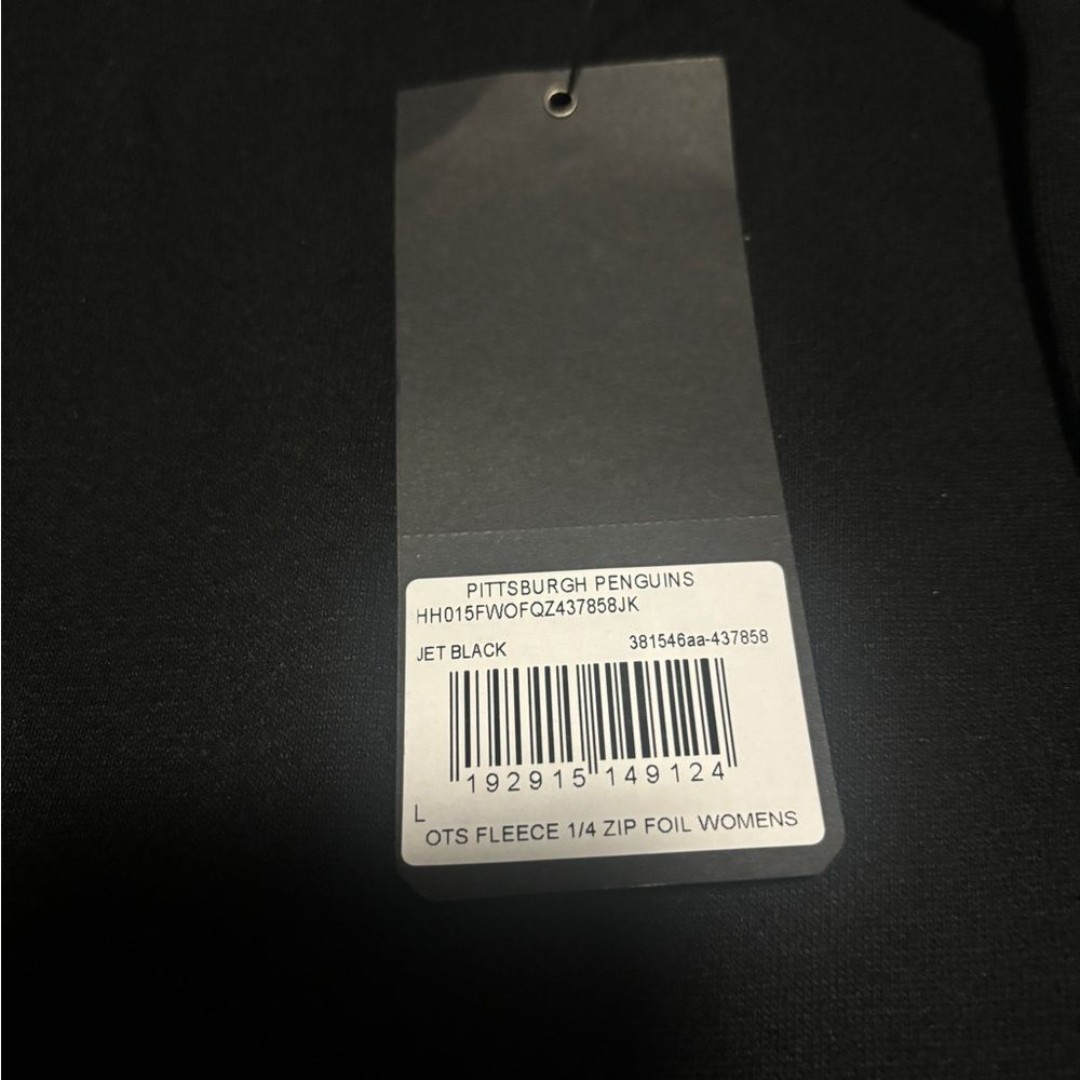 PITTSBURGH PENGUINS
HH015FWOFQZ437858JK
JET BLACK 381546aa-437858
192915 149124
L
OTS FLEECE 1/4 ZIP FOIL WOMENS